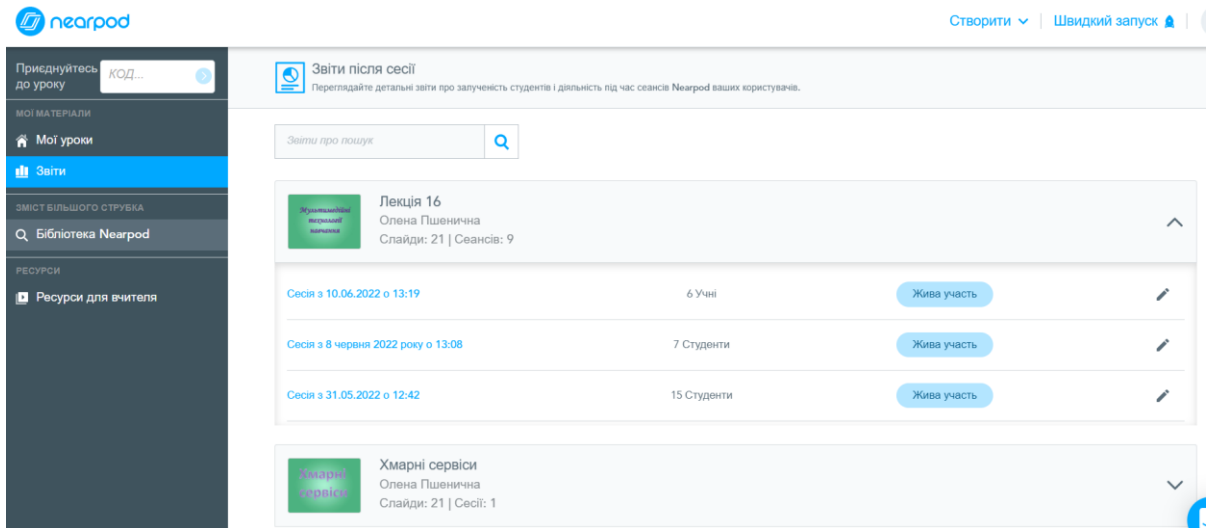 nearpod
Створити
Швидкий запуск
Приєднуйтесь до уроку
КОД...
МОЇ МАТЕРІАЛИ
Мої уроки
Звіти
ЗМІСТ БІЛЬШОГО СТРУБКА
Бібліотека Nearpod
РЕСУРСИ
Ресурси для вчителя
Звіти після сесії
Переглядайте детальні звіти про залученість студентів і діяльність під час сеансів Nearpod ваших користувачів.
Звіти про пошук
Мультимедійні
технології
навчання
Лекція 16
Олена Пшенична
Слайди: 21 | Сеансів: 9
Сесія з 10.06.2022 о 13:19 6 Учні Жива участь
Сесія з 8 червня 2022 року о 13:08 7 Студенти Жива участь
Сесія з 31.05.2022 о 12:42 15 Студенти Жива участь
Хмарні
сервіси
Хмарні сервіси
Олена Пшенична
Слайди: 21 | Сесії: 1